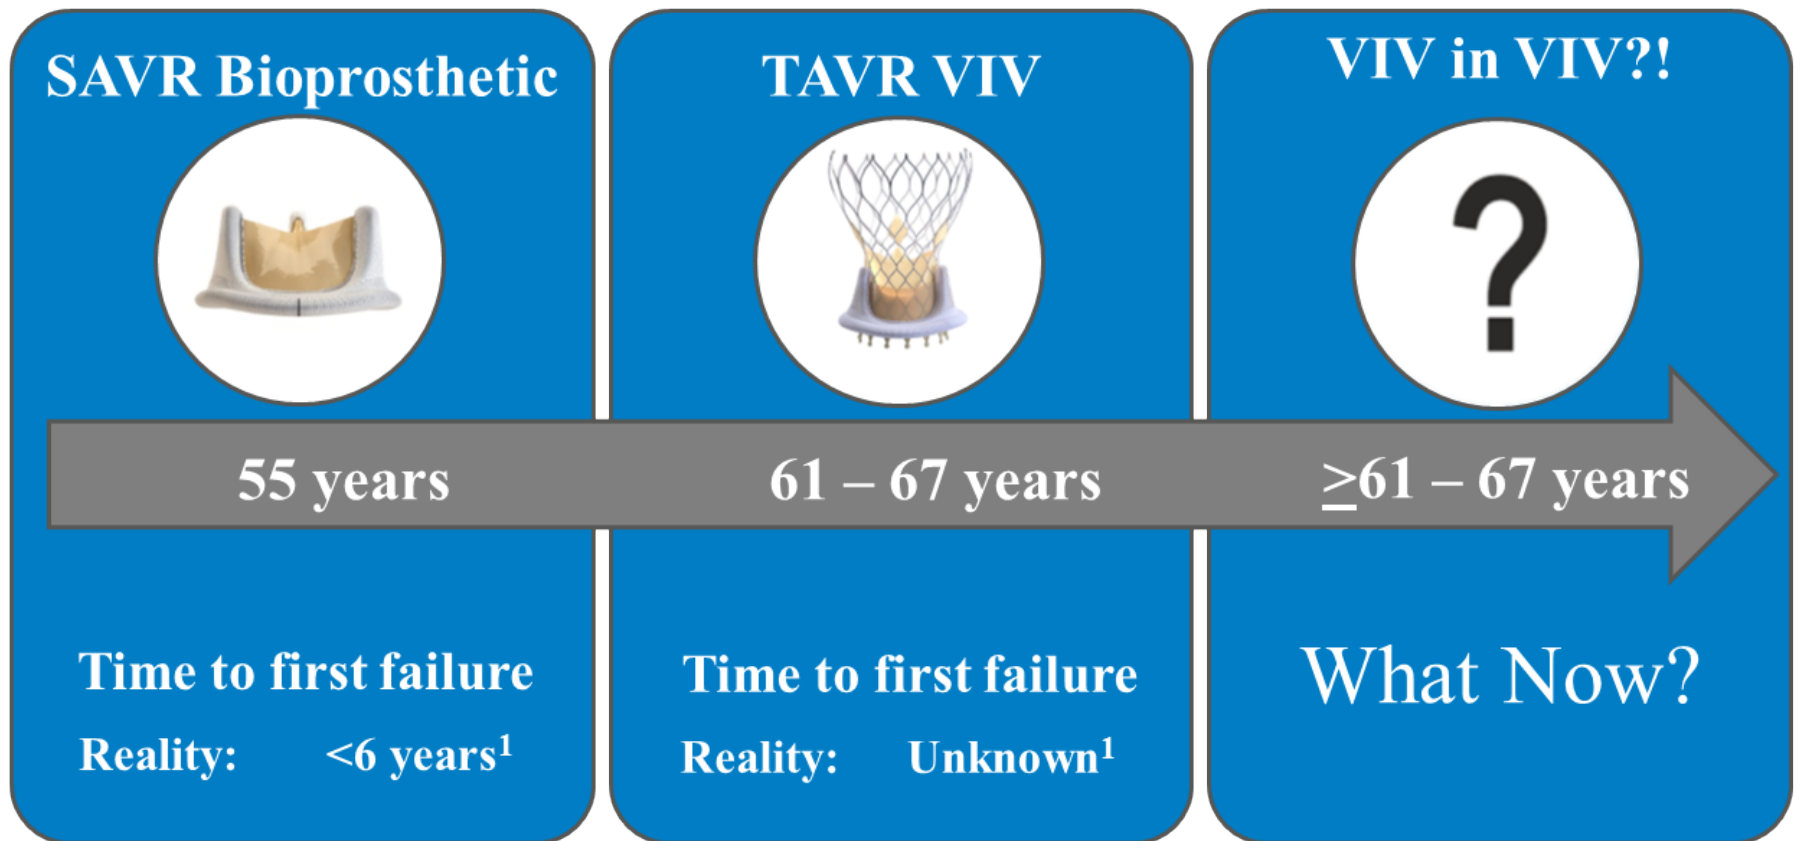 SAVR Bioprosthetic
55 years
Time to first failure
Reality: <6 years¹
TAVR VIV
61 – 67 years
Time to first failure
Reality: Unknown¹
VIV in VIV?!
?
≥61 – 67 years
What Now?